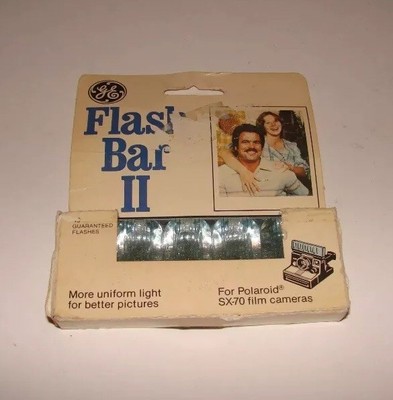 GE
Flash
Bar
II
GUARANTEED
FLASHES
More uniform light
for better pictures
For Polaroid®
SX-70 film cameras